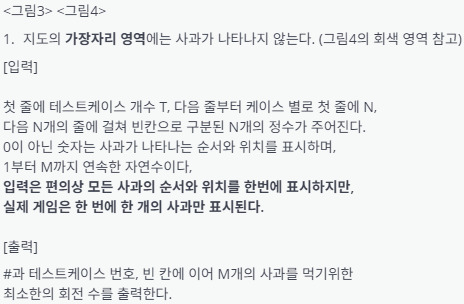 <그림3> <그림4>
1. 지도의 가장자리 영역에는 사과가 나타나지 않는다. (그림4의 회색 영역 참고)
[입력]
첫 줄에 테스트케이스 개수 T, 다음 줄부터 케이스 별로 첫 줄에 N,
다음 N개의 줄에 걸쳐 빈칸으로 구분된 N개의 정수가 주어진다.
0이 아닌 숫자는 사과가 나타나는 순서와 위치를 표시하며,
1부터 M까지 연속한 자연수이다,
입력은 편의상 모든 사과의 순서와 위치를 한번에 표시하지만,
실제 게임은 한 번에 한 개의 사과만 표시된다.
[출력]
#과 테스트케이스 번호, 빈 칸에 이어 M개의 사과를 먹기위한
최소한의 회전 수를 출력한다.